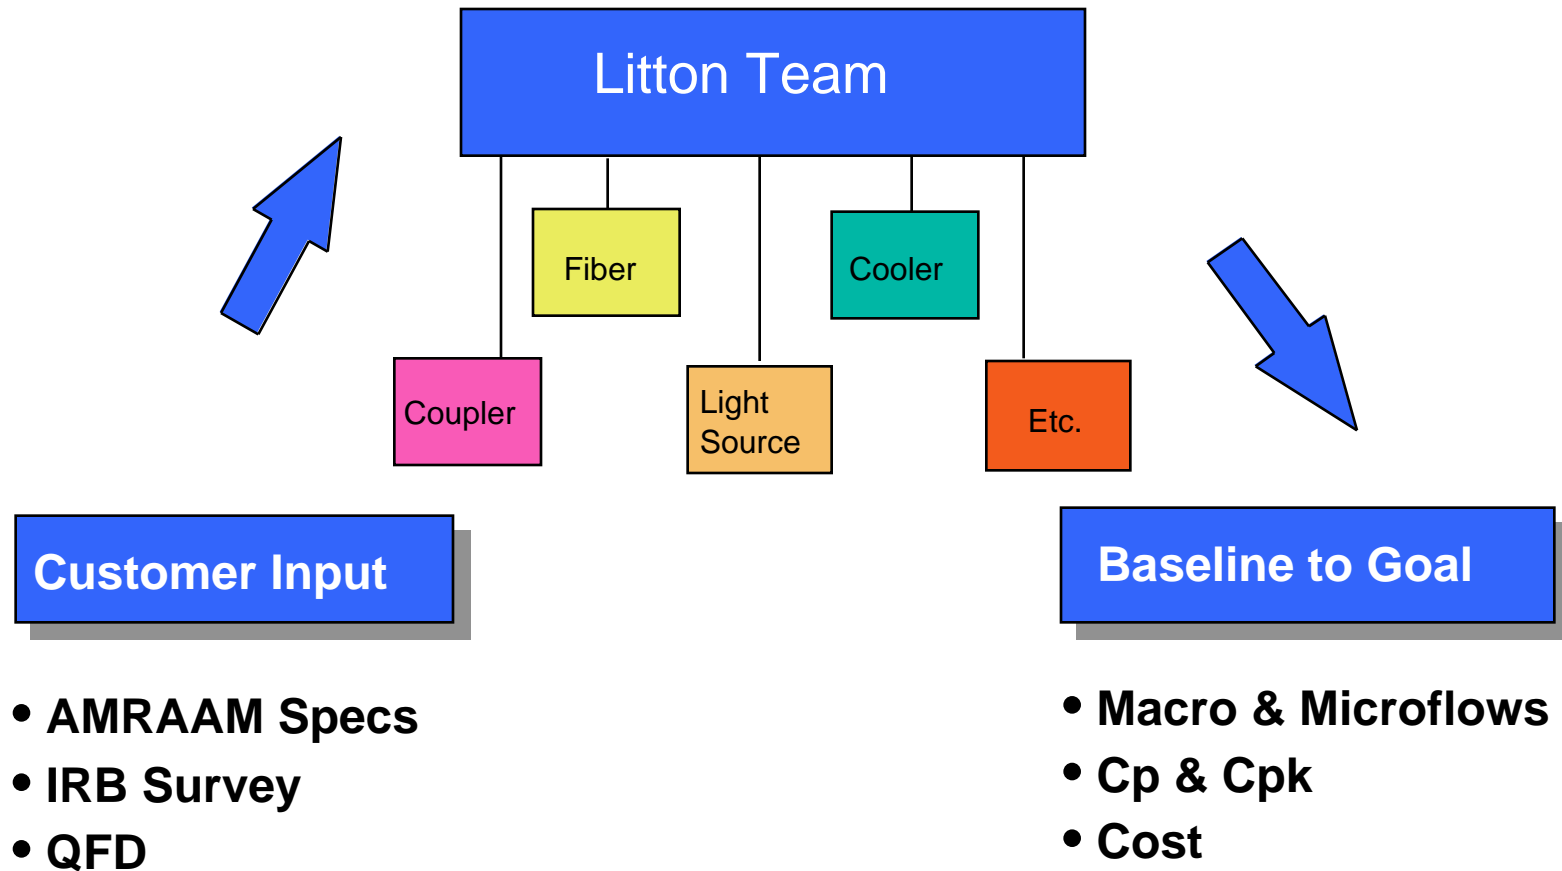 Litton Team
Fiber
Cooler
Coupler
Light
Source
Etc.
Customer Input
• AMRAAM Specs
• IRB Survey
• QFD
Baseline to Goal
• Macro & Microflows
• Cp & Cpk
• Cost